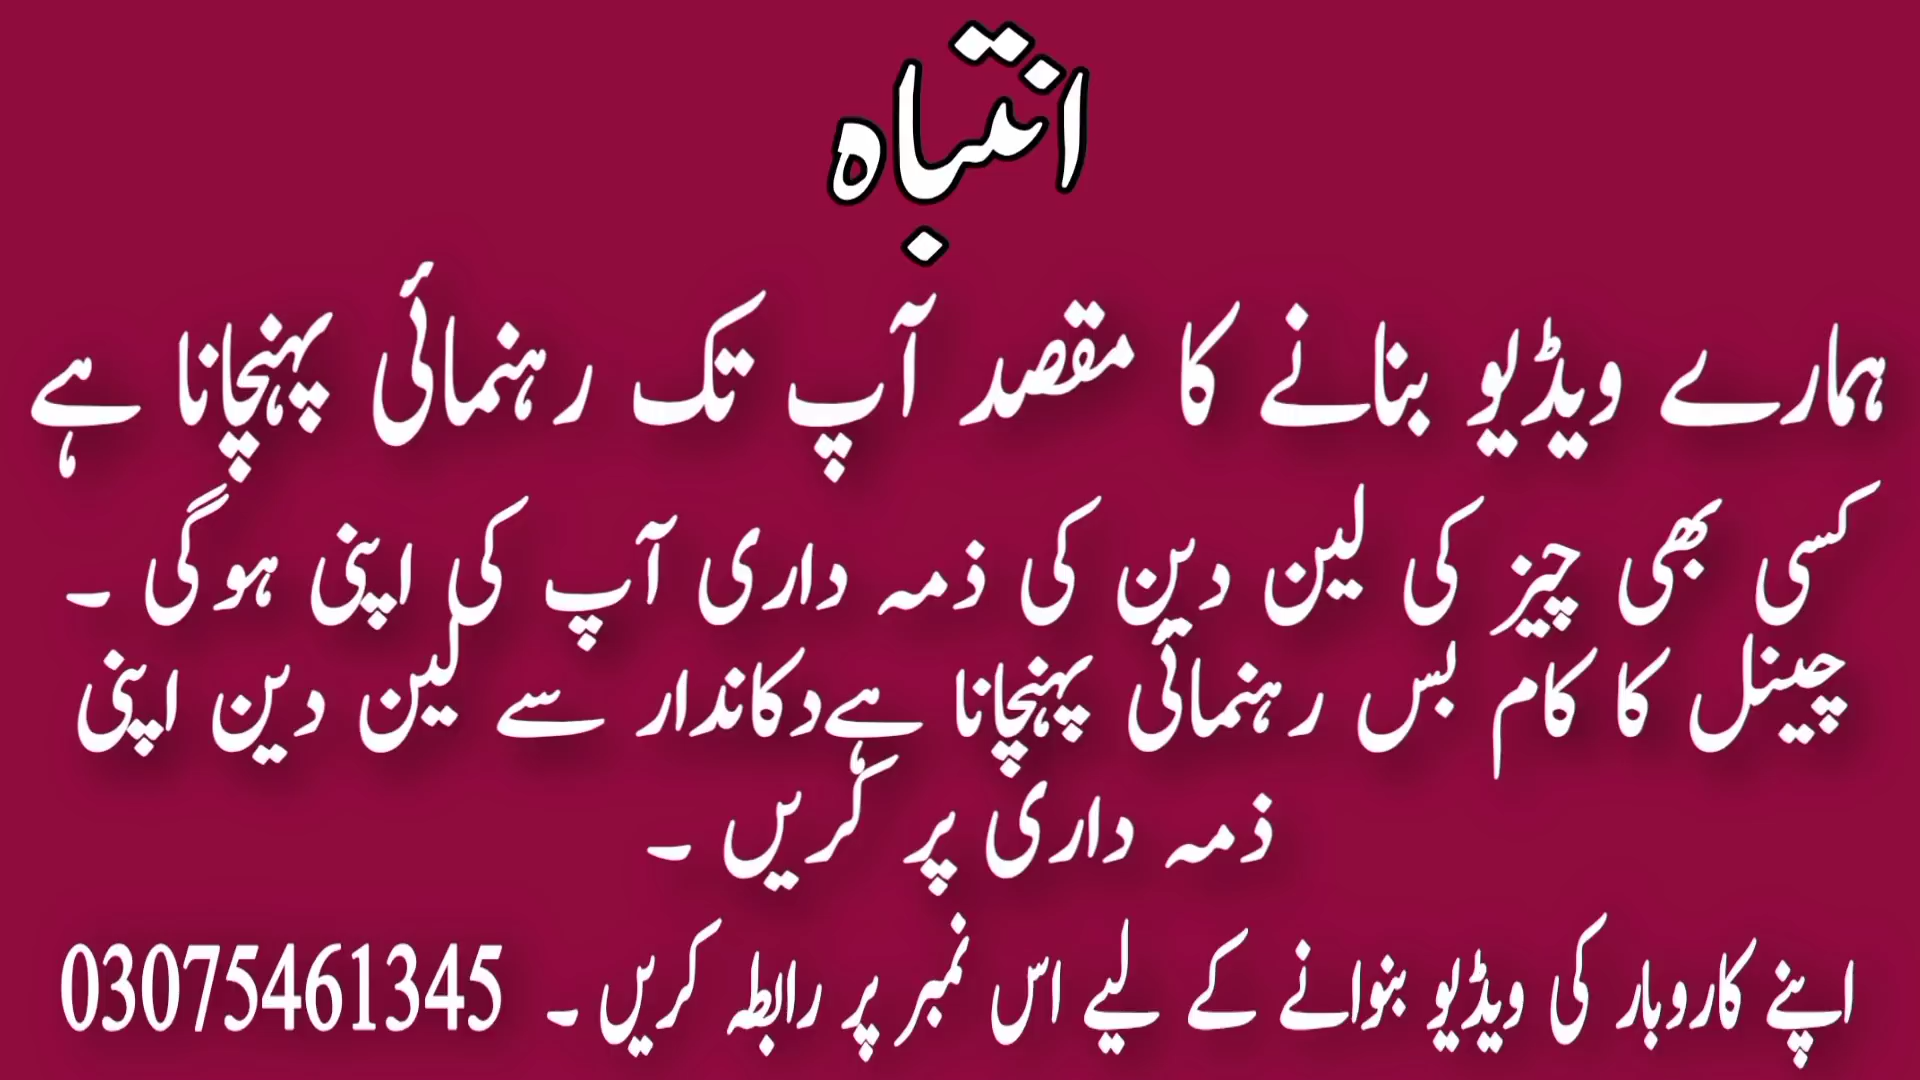 انتباہ
ہمارے ویڈیو بنانے کا مقصد آپ تک رہنمائی پہنچانا ہے
کسی بھی چیز کی لین دین کی ذمہ داری آپ کی اپنی ہوگی ۔
چینل کا کام بس رہنمائی پہنچانا ہےدکاندار سے لین دین اپنی
ذمہ داری پر کریں ۔
اپنے کاروبار کی ویڈیو بنوانے کے لیے اس نمبر پر رابطہ کریں ۔ 03075461345